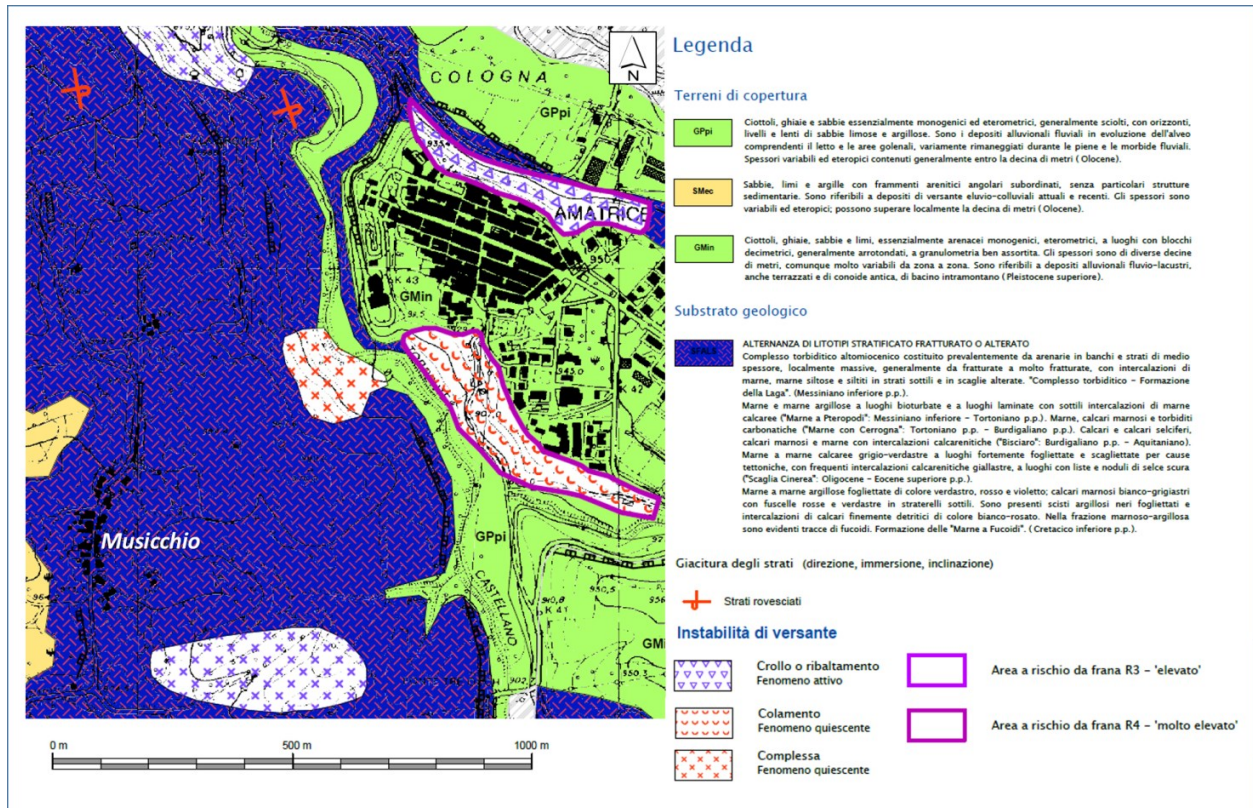 COLOGNA
N
GPpi
935,4
AMATRICE
950
K 43
GMin
945.0
K 47
Musicchio
GPpi
CASTELLANO
K 41
GMi
0 m 500 m 1000 m
Legenda
Terreni di copertura
GPpi
Ciottoli, ghiaie e sabbie essenzialmente monogenici ed eterometrici, generalmente sciolti, con orizzonti,
livelli e lenti di sabbie limose e argillose. Sono i depositi alluvionali fluviali in evoluzione dell'alveo
comprendenti il letto e le aree golenali, variamente rimaneggiati durante le piene e le morbide fluviali.
Spessori variabili ed eteropici contenuti generalmente entro la decina di metri ( Olocene).
SMec
Sabbie, limi e argille con frammenti arenitici angolari subordinati, senza particolari strutture
sedimentarie. Sono riferibili a depositi di versante eluvio-colluviali attuali e recenti. Gli spessori sono
variabili ed eteropici; possono superare localmente la decina di metri ( Olocene).
GMin
Ciottoli, ghiaie, sabbie e limi, essenzialmente arenacei monogenici, eterometrici, a luoghi con blocchi
decimetrici, generalmente arrotondati, a granulometria ben assortita. Gli spessori sono di diverse decine
di metri, comunque molto variabili da zona a zona. Sono riferibili a depositi alluvionali fluvio-lacustri,
anche terrazzati e di conoide antica, di bacino intramontano ( Pleistocene superiore).
Substrato geologico
ALTERNANZA DI LITOTIPI STRATIFICATO FRATTURATO O ALTERATO
Complesso torbiditico altomiocenico costituito prevalentemente da arenarie in banchi e strati di medio
spessore, localmente massive, generalmente da fratturate a molto fratturate, con intercalazioni di
marne, marne siltose e siltiti in strati sottili e in scaglie alterate. "Complesso torbiditico - Formazione
della Laga". (Messiniano inferiore p.p.).
Marne e marne argillose a luoghi bioturbate e a luoghi laminate con sottili intercalazioni di marne
calcaree ("Marne a Pteropodi": Messiniano inferiore - Tortoniano p.p.). Marne, calcari marnosi e torbiditi
carbonatiche ("Marne con Cerrogna": Tortoniano p.p. - Burdigaliano p.p.). Calcari e calcari selciferi,
calcari marnosi e marne con intercalazioni calcarenitiche ("Bisciaro": Burdigaliano p.p. - Aquitaniano).
Marne a marne calcaree grigio-verdastre a luoghi fortemente fogliettate e scagliettate per cause
tettoniche, con frequenti intercalazioni calcarenitiche giallastre, a luoghi con liste e noduli di selce scura
("Scaglia Cinerea": Oligocene - Eocene superiore p.p.).
Marne a marne argillose fogliettate di colore verdastro, rosso e violetto; calcari marnosi bianco-grigiastri
con fuscelle rosse e verdastre in straterelli sottili. Sono presenti scisti argillosi neri fogliettati e
intercalazioni di calcari finemente detritici di colore bianco-rosato. Nella frazione marnoso-argillosa
sono evidenti tracce di fucoidi. Formazione delle "Marne a Fucoidi". ( Cretacico inferiore p.p.).
Giacitura degli strati (direzione, immersione, inclinazione)
Strati rovesciati
Instabilità di versante
Crollo o ribaltamento
Fenomeno attivo
Area a rischio da frana R3 - 'elevato'
Colamento
Fenomeno quiescente
Area a rischio da frana R4 - 'molto elevato'
Complessa
Fenomeno quiescente